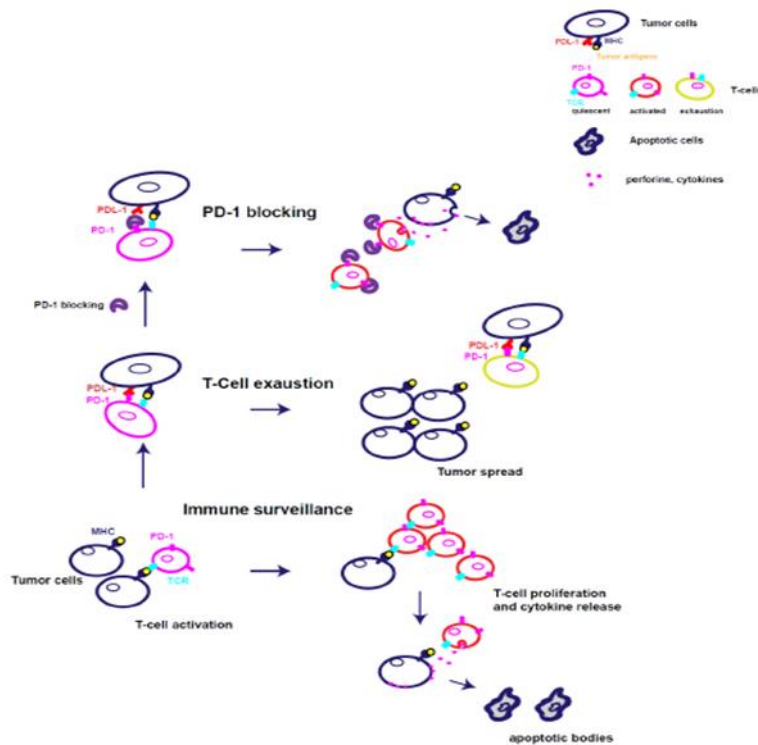 Tumor cells
PDL-1
MHC
Tumor antigens
PD-1
TCR
T-cell
quiescent activated exhaustion
Apoptotic cells
perforine, cytokines
PDL-1
PD-1
PD-1 blocking
PD-1 blocking
PDL-1
PD-1
T-Cell exaustion
PDL-1
PD-1
Tumor spread
Immune surveillance
MHC
PD-1
Tumor cells
TCR
T-cell activation
T-cell proliferation
and cytokine release
apoptotic bodies